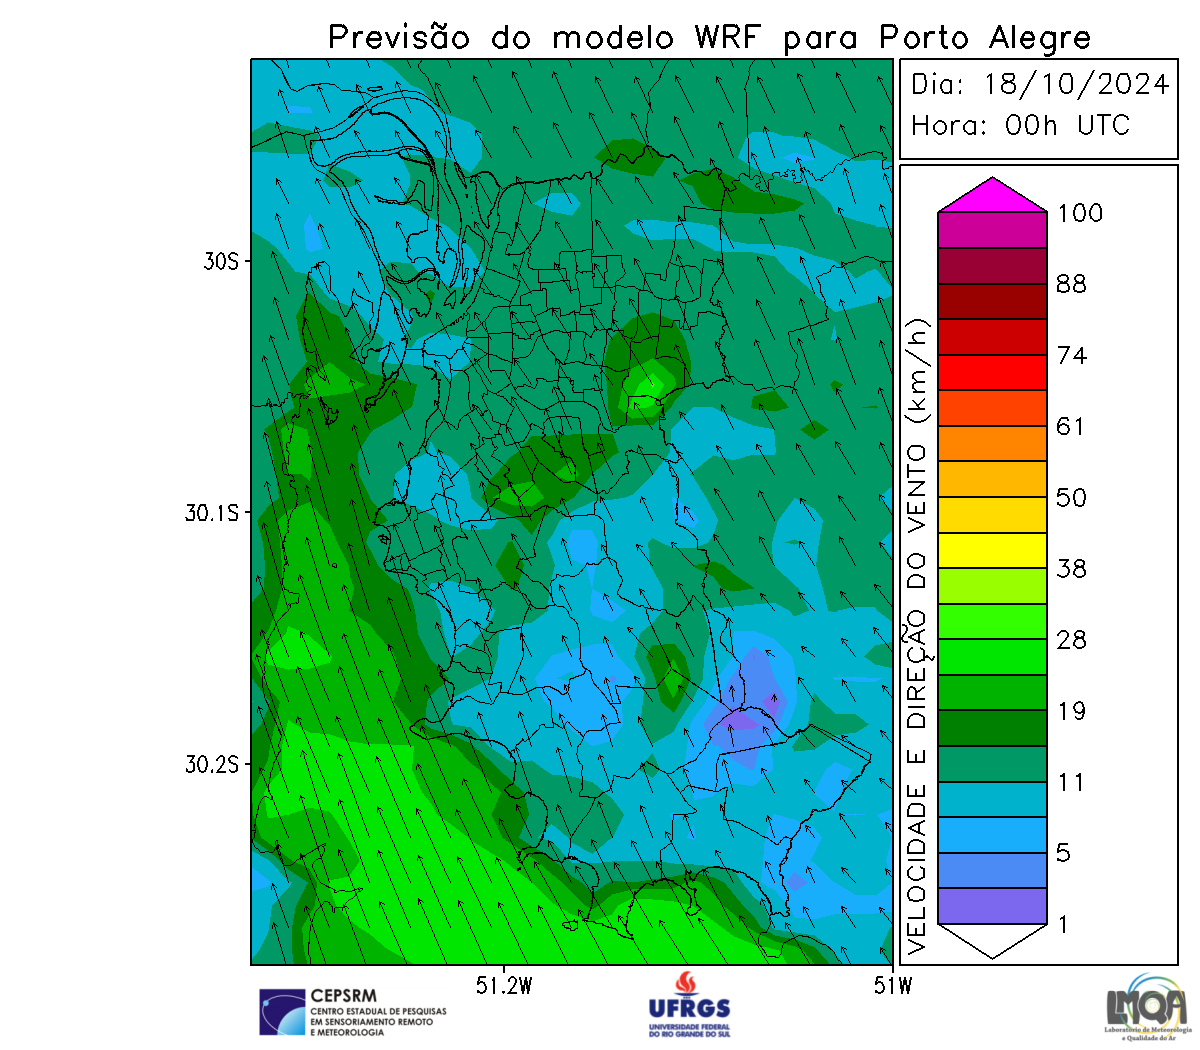 Previsão do modelo WRF para Porto Alegre
Dia: 18/10/2024
Hora: 00h UTC
30S
30.1S
30.2S
51.2W
51W
VELOCIDADE E DIREÇÃO DO VENTO (km/h)
100
88
74
61
50
38
28
19
11
5
1
CEPSRM
CENTRO ESTADUAL DE PESQUISAS
EM SENSORIAMENTO REMOTO
E METEOROLOGIA
UFRGS
UNIVERSIDADE FEDERAL
DO RIO GRANDE DO SUL
LMQA
Laboratório de Meteorologia
e Qualidade do Ar